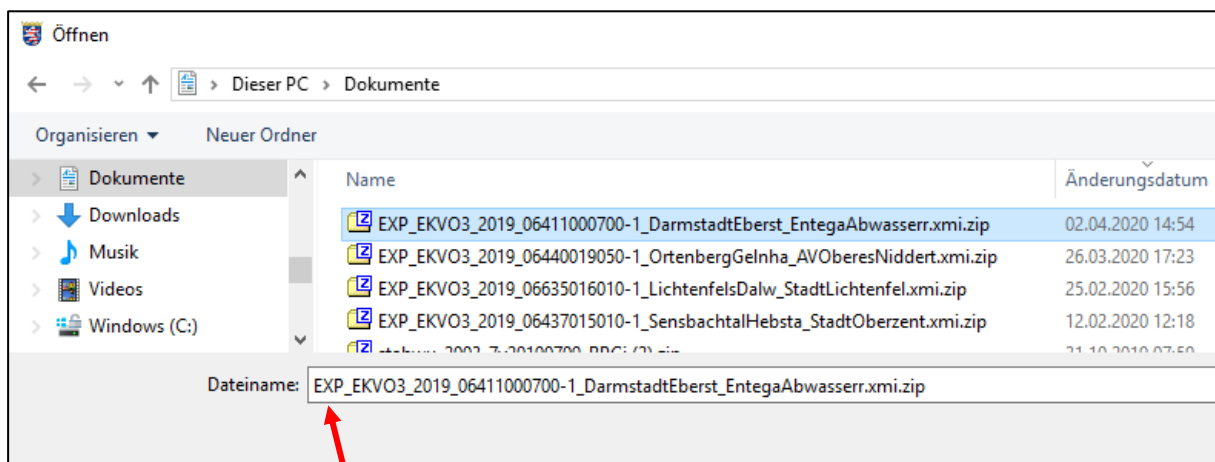 Öffnen
Dieser PC > Dokumente
Organisieren Neuer Ordner
Dokumente
Downloads
Musik
Videos
Windows (C:)
Name Änderungsdatum
EXP_EKVO3_2019_06411000700-1_DarmstadtEberst_EntegaAbwasserr.xmi.zip 02.04.2020 14:54
EXP_EKVO3_2019_06440019050-1_OrtenbergGelnha_AVOberesNiddert.xmi.zip 26.03.2020 17:23
EXP_EKVO3_2019_06635016010-1_LichtenfelsDalw_StadtLichtenfel.xmi.zip 25.02.2020 15:56
EXP_EKVO3_2019_06437015010-1_SensbachtalHebsta_StadtOberzent.xmi.zip 12.02.2020 12:18
Dateiname: EXP_EKVO3_2019_06411000700-1_DarmstadtEberst_EntegaAbwasserr.xmi.zip